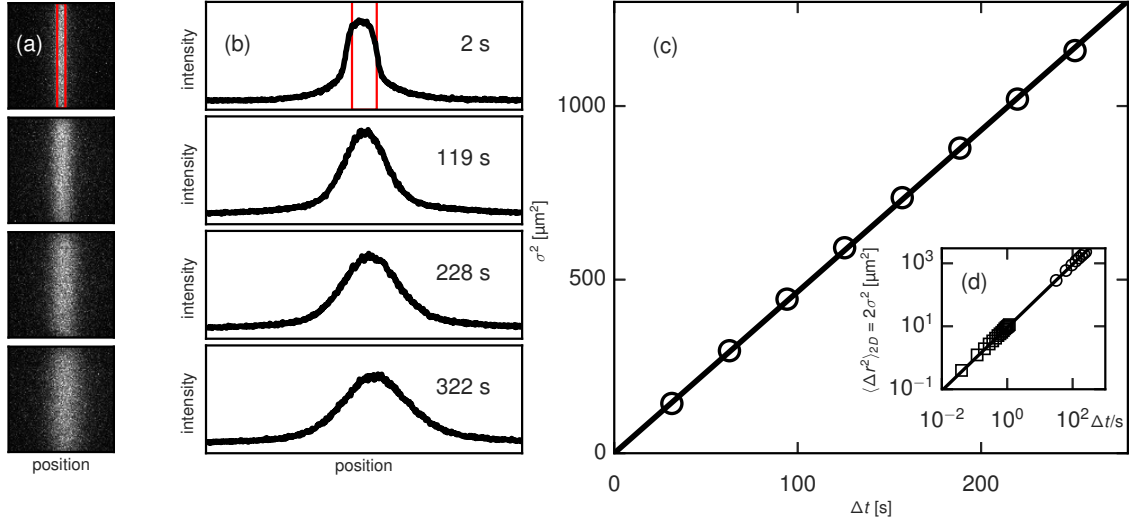 (a)
position
(b)
intensity
2 s
intensity
119 s
intensity
228 s
intensity
322 s
position
(c)
σ² [µm²]
1000
500
0
0 100 200
Δt [s]
(d)
⟨Δr²⟩₂D = 2σ² [µm²]
10³
10¹
10⁻¹
10⁻² 10⁰ 10² Δt/s